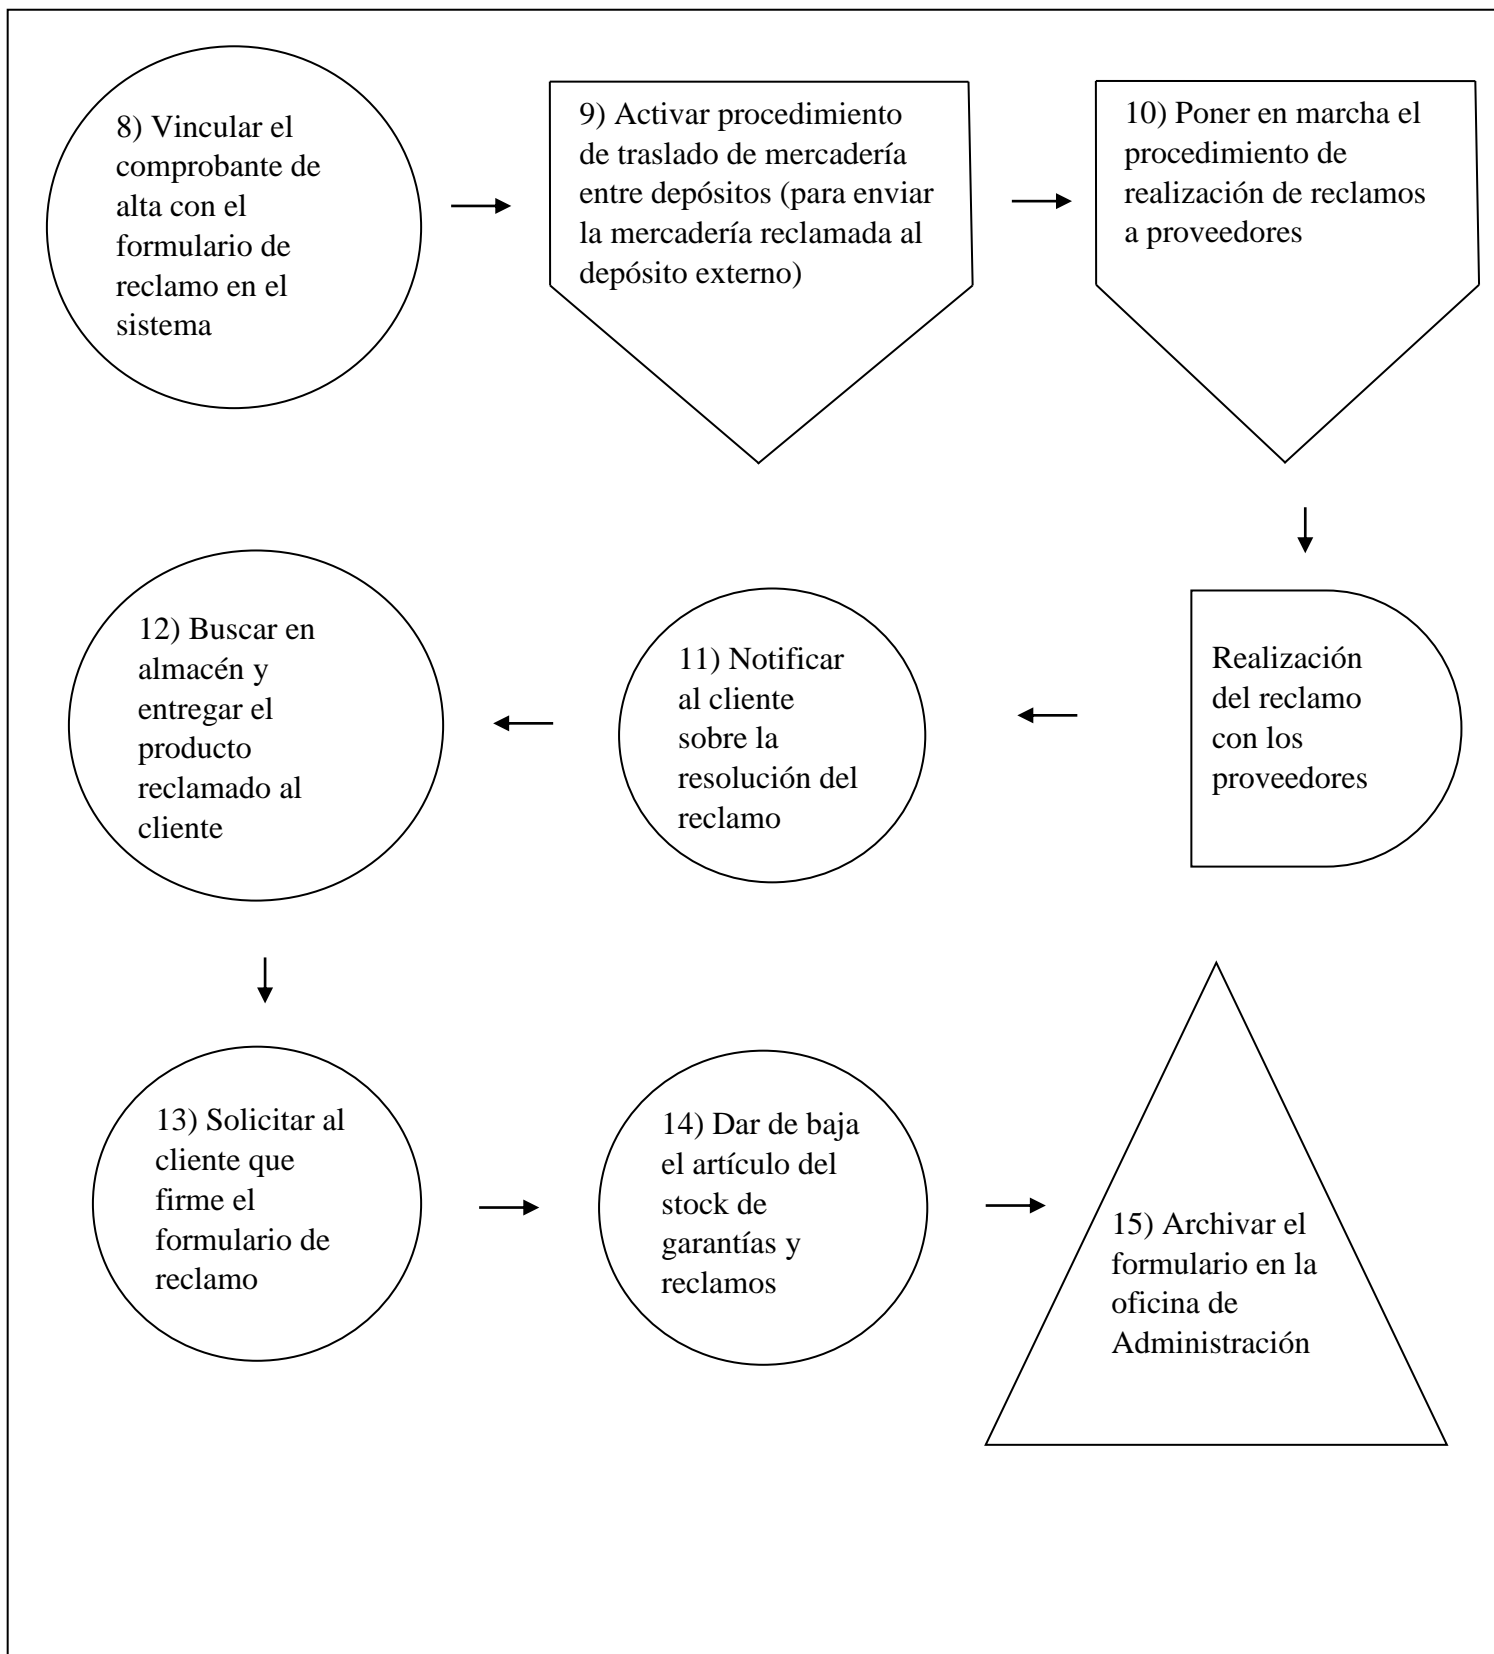 8) Vincular el
comprobante de
alta con el
formulario de
reclamo en el
sistema
9) Activar procedimiento
de traslado de mercadería
entre depósitos (para enviar
la mercadería reclamada al
depósito externo)
10) Poner en marcha el
procedimiento de
realización de reclamos
a proveedores
Realización
del reclamo
con los
proveedores
11) Notificar
al cliente
sobre la
resolución del
reclamo
12) Buscar en
almacén y
entregar el
producto
reclamado al
cliente
13) Solicitar al
cliente que
firme el
formulario de
reclamo
14) Dar de baja
el artículo del
stock de
garantías y
reclamos
15) Archivar el
formulario en la
oficina de
Administración